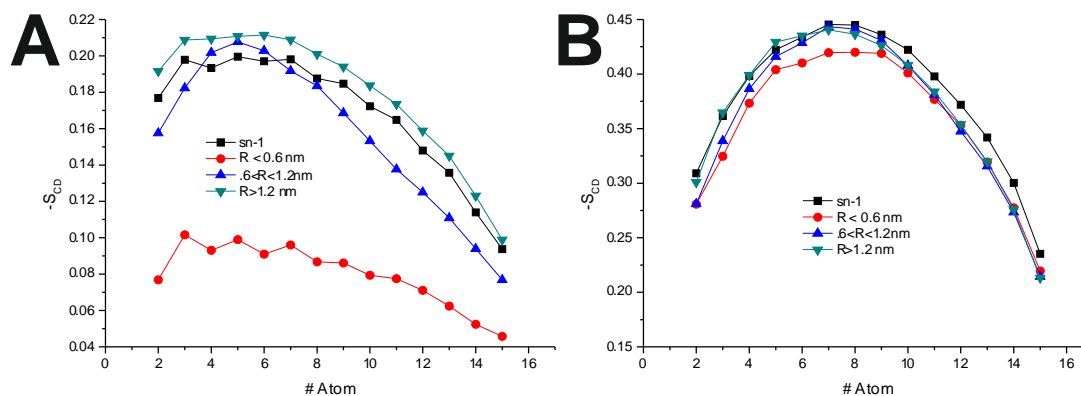 A
0.22
0.20
0.18
0.16
0.14
0.12
0.10
0.08
0.06
0.04
-S_CD
sn-1
R < 0.6 nm
.6<R<1.2nm
R>1.2 nm
0 2 4 6 8 10 12 14 16
# Atom
B
0.45
0.40
0.35
0.30
0.25
0.20
0.15
-S_CD
sn-1
R < 0.6 nm
.6<R<1.2nm
R>1.2 nm
0 2 4 6 8 10 12 14 16
# Atom